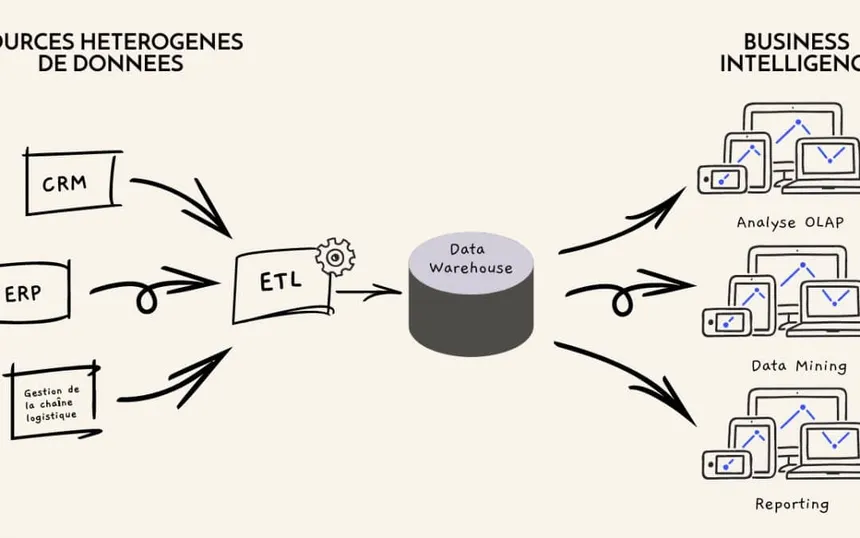 OURCES HETEROGENES
DE DONNEES
BUSINESS
INTELLIGENC
CRM
ERP
Gestion de
la chaîne
logistique
ETL
Data
Warehouse
Analyse OLAP
Data Mining
Reporting